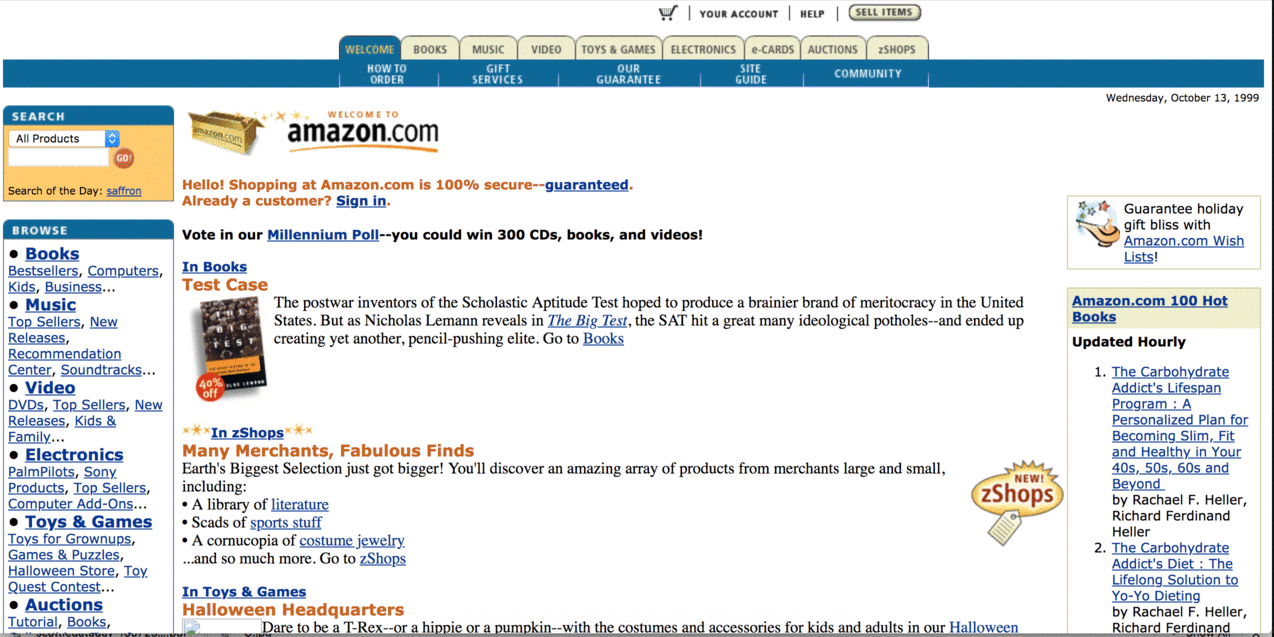 YOUR ACCOUNT | HELP | SELL ITEMS
WELCOME BOOKS MUSIC VIDEO TOYS & GAMES ELECTRONICS e-CARDS AUCTIONS zSHOPS
HOW TO ORDER GIFT SERVICES OUR GUARANTEE SITE GUIDE COMMUNITY
Wednesday, October 13, 1999
SEARCH
All Products
GO!
Search of the Day: saffron
BROWSE
• Books
Bestsellers, Computers,
Kids, Business...
• Music
Top Sellers, New
Releases,
Recommendation
Center, Soundtracks...
• Video
DVDs, Top Sellers, New
Releases, Kids &
Family...
• Electronics
PalmPilots, Sony
Products, Top Sellers,
Computer Add-Ons...
• Toys & Games
Toys for Grownups,
Games & Puzzles,
Halloween Store, Toy
Quest Contest...
• Auctions
Tutorial, Books,
amazon.com
WELCOME TO
amazon.com
Hello! Shopping at Amazon.com is 100% secure--guaranteed.
Already a customer? Sign in.
Vote in our Millennium Poll--you could win 300 CDs, books, and videos!
In Books
Test Case
THE
BIG
TEST
40%
off
The postwar inventors of the Scholastic Aptitude Test hoped to produce a brainier brand of meritocracy in the United
States. But as Nicholas Lemann reveals in The Big Test, the SAT hit a great many ideological potholes--and ended up
creating yet another, pencil-pushing elite. Go to Books
In zShops
Many Merchants, Fabulous Finds
Earth's Biggest Selection just got bigger! You'll discover an amazing array of products from merchants large and small,
including:
• A library of literature
• Scads of sports stuff
• A cornucopia of costume jewelry
...and so much more. Go to zShops
NEW!
zShops
In Toys & Games
Halloween Headquarters
Dare to be a T-Rex--or a hippie or a pumpkin--with the costumes and accessories for kids and adults in our Halloween
Guarantee holiday
gift bliss with
Amazon.com Wish
Lists!
Amazon.com 100 Hot
Books
Updated Hourly
1. The Carbohydrate
Addict's Lifespan
Program : A
Personalized Plan for
Becoming Slim, Fit
and Healthy in Your
40s, 50s, 60s and
Beyond
by Rachael F. Heller,
Richard Ferdinand
Heller
2. The Carbohydrate
Addict's Diet : The
Lifelong Solution to
Yo-Yo Dieting
by Rachael F. Heller,
Richard Ferdinand